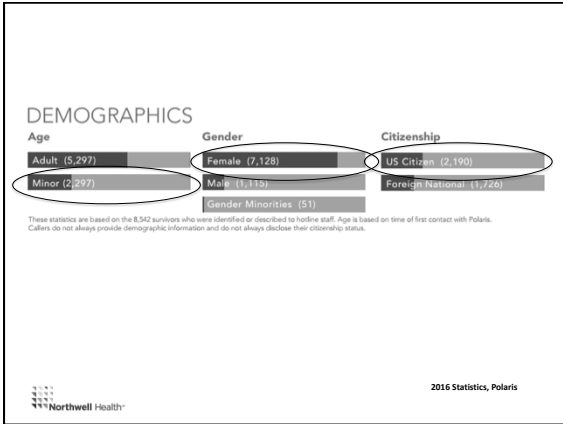 DEMOGRAPHICS
Age
Adult (5,297)
Minor (2,297)
Gender
Female (7,128)
Male (1,115)
Gender Minorities (51)
Citizenship
US Citizen (2,190)
Foreign National (1,726)
These statistics are based on the 8,542 survivors who were identified or described to hotline staff. Age is based on time of first contact with Polaris.
Callers do not always provide demographic information and do not always disclose their citizenship status.
2016 Statistics, Polaris
Northwell Health